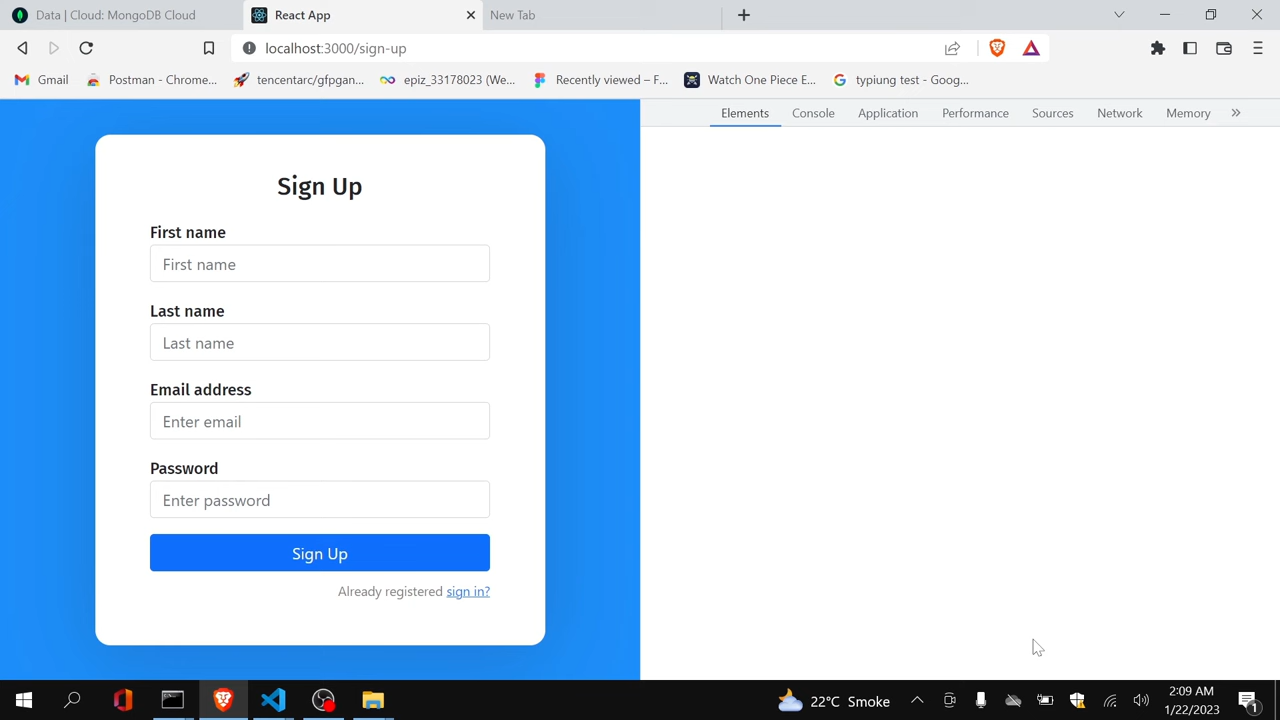 Data | Cloud: MongoDB Cloud
React App
New Tab
localhost:3000/sign-up
Gmail
Postman - Chrome...
tencentarc/gfpgan...
epiz_33178023 (We...
Recently viewed – F...
Watch One Piece E...
typiung test - Goog...
Elements
Console
Application
Performance
Sources
Network
Memory
Sign Up
First name
First name
Last name
Last name
Email address
Enter email
Password
Enter password
Sign Up
Already registered sign in?
22°C Smoke
2:09 AM
1/22/2023
1